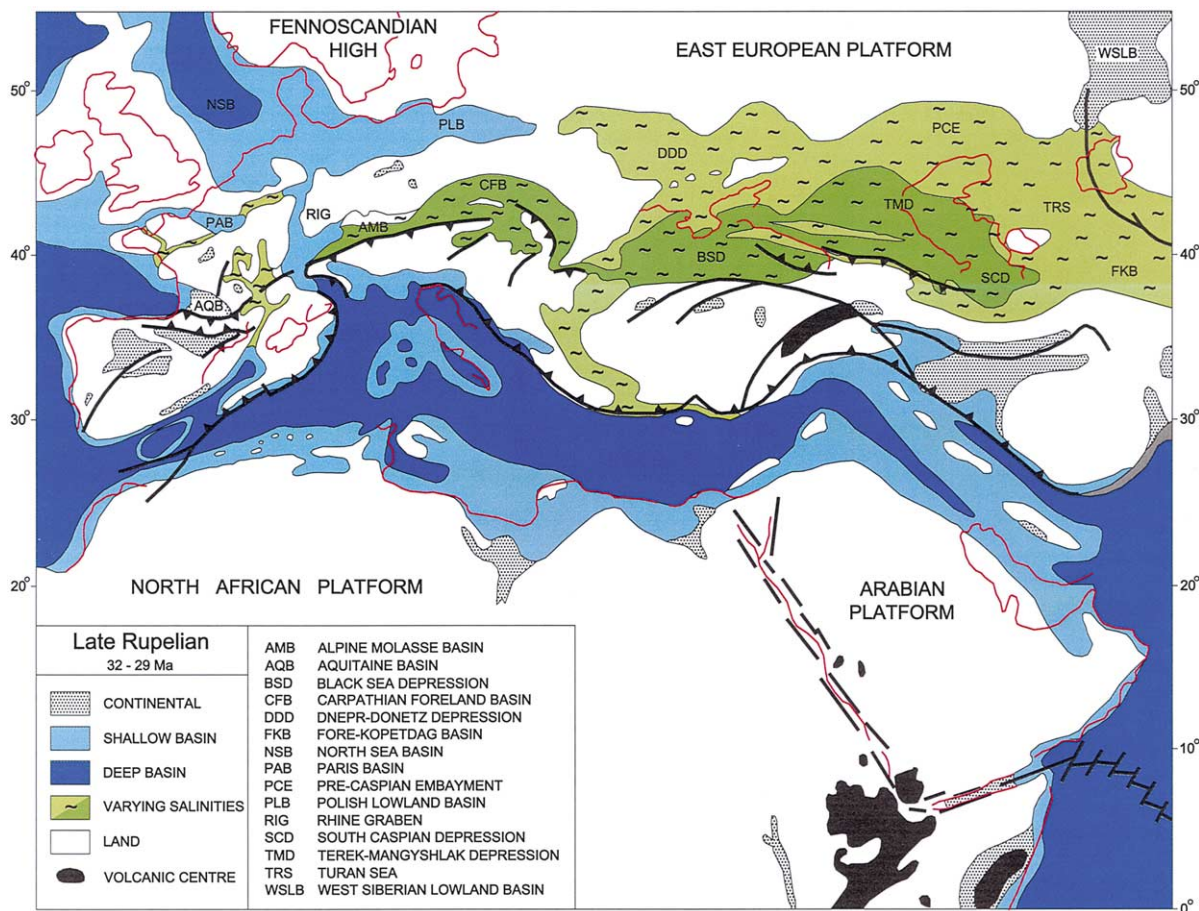 FENNOSCANDIAN
HIGH
EAST EUROPEAN PLATFORM
WSLB
50°
50°
NSB
PLB
PCE
DDD
CFB
PAB
RIG
TMD
TRS
AMB
40°
40°
BSD
SCD
FKB
AQB
30°
30°
20°
20°
NORTH AFRICAN PLATFORM
ARABIAN
PLATFORM
10°
0°
Late Rupelian
32 - 29 Ma
CONTINENTAL
SHALLOW BASIN
DEEP BASIN
VARYING SALINITIES
LAND
VOLCANIC CENTRE
AMB ALPINE MOLASSE BASIN
AQB AQUITAINE BASIN
BSD BLACK SEA DEPRESSION
CFB CARPATHIAN FORELAND BASIN
DDD DNEPR-DONETZ DEPRESSION
FKB FORE-KOPETDAG BASIN
NSB NORTH SEA BASIN
PAB PARIS BASIN
PCE PRE-CASPIAN EMBAYMENT
PLB POLISH LOWLAND BASIN
RIG RHINE GRABEN
SCD SOUTH CASPIAN DEPRESSION
TMD TEREK-MANGYSHLAK DEPRESSION
TRS TURAN SEA
WSLB WEST SIBERIAN LOWLAND BASIN